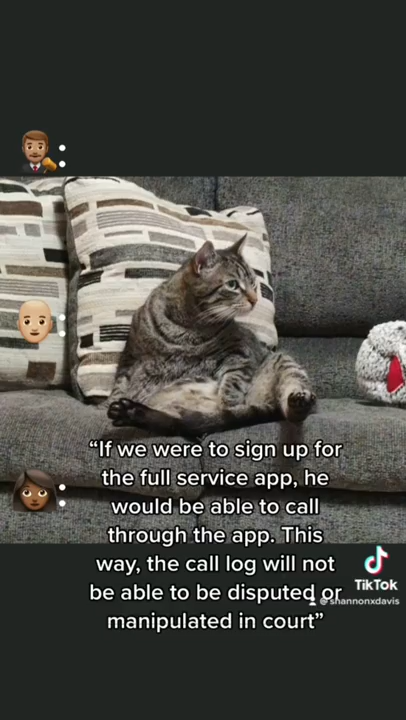 :
:
:
“If we were to sign up for
the full service app, he
would be able to call
through the app. This
way, the call log will not
be able to be disputed or
manipulated in court”
TikTok
@shannonxdavis